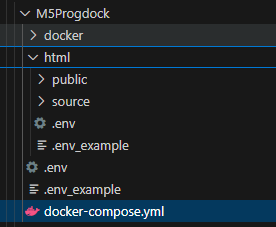 M5Progdock
docker
html
public
source
.env
.env_example
.env
.env_example
docker-compose.yml